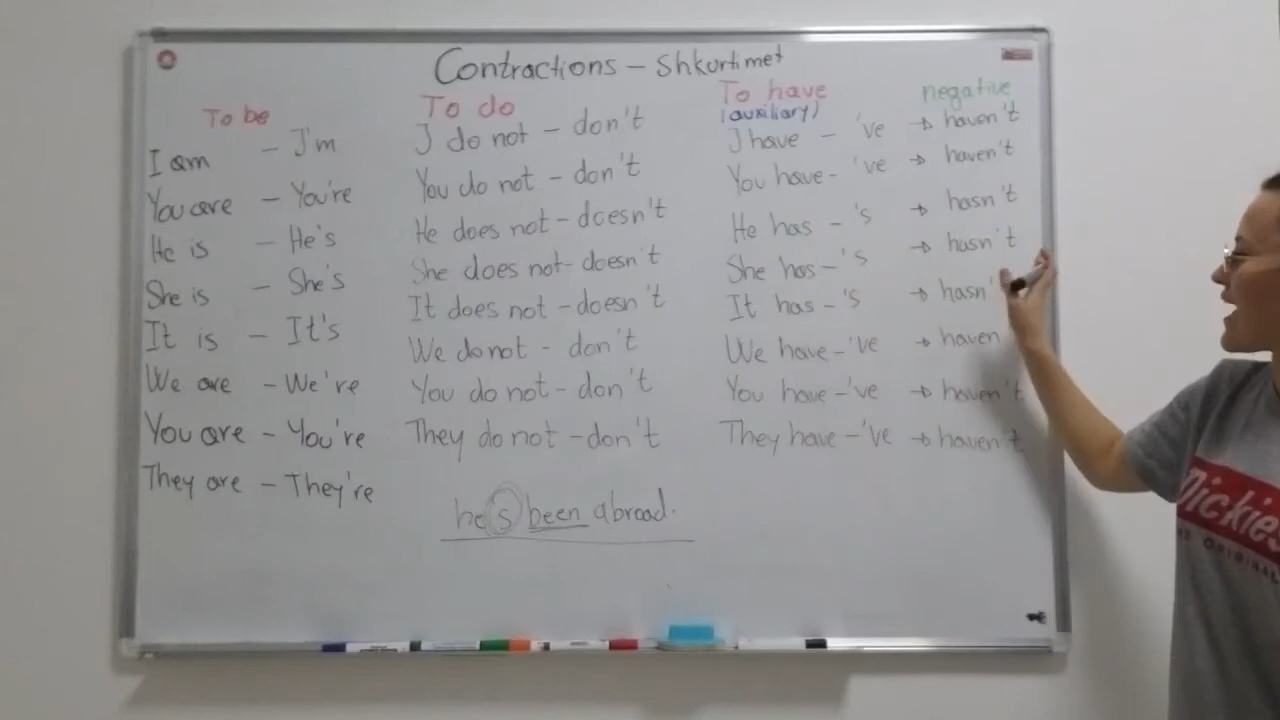 Contractions – Shkurtimet
To be
I am – I'm
You are – You're
He is – He's
She is – She's
It is – It's
We are – We're
You are – You're
They are – They're
To do
I do not – don't
You do not – don't
He does not – doesn't
She does not – doesn't
It does not – doesn't
We do not – don't
You do not – don't
They do not – don't
To have negative
(auxiliary)
I have – 've → haven't
You have – 've → haven't
He has – 's → hasn't
She has – 's → hasn't
It has – 's → hasn'
We have – 've → haven
You have – 've → haven't
They have – 've → haven't
he's been abroad.
Dickies